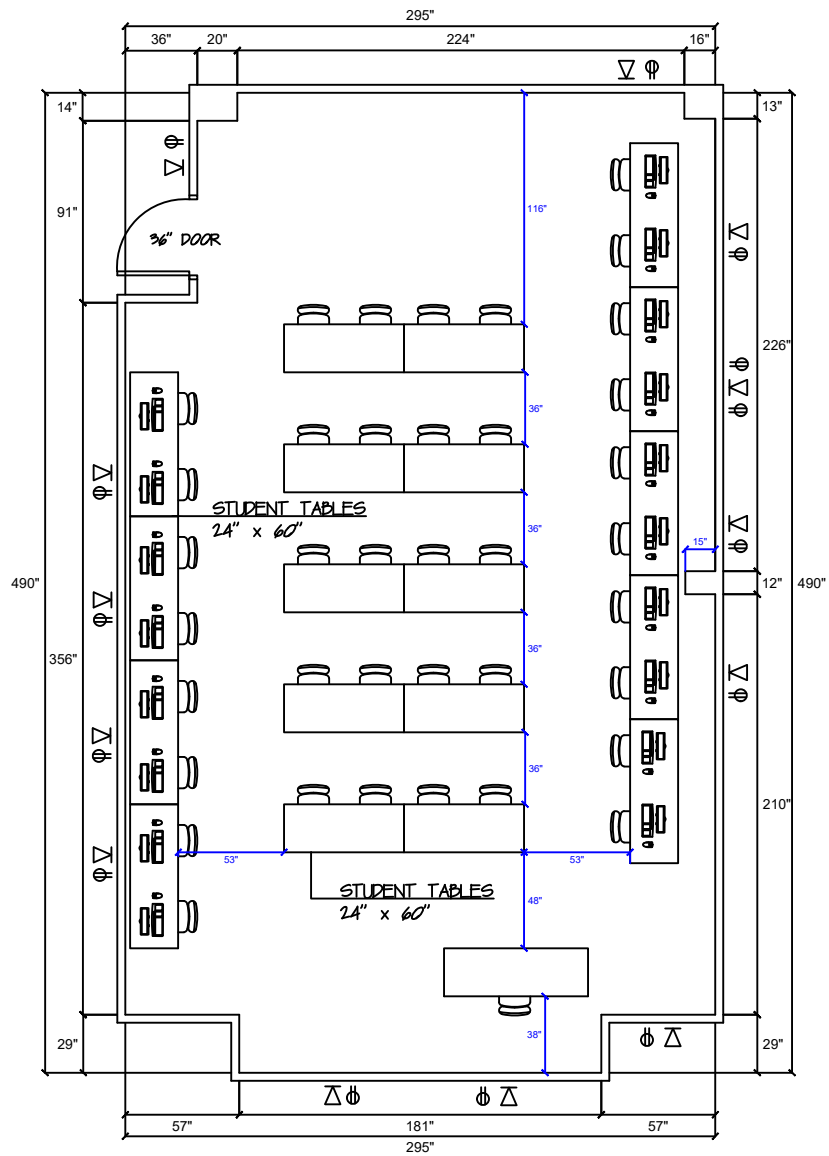 295"
36" 20" 224" 16"
14" 13"
91"
36" DOOR
116"
226"
36"
STUDENT TABLES
24" x 60"
36"
15"
490" 12" 490"
36"
356"
36"
210"
53" 53"
STUDENT TABLES
24" x 60"
48"
38"
29" 29"
57" 181" 57"
295"